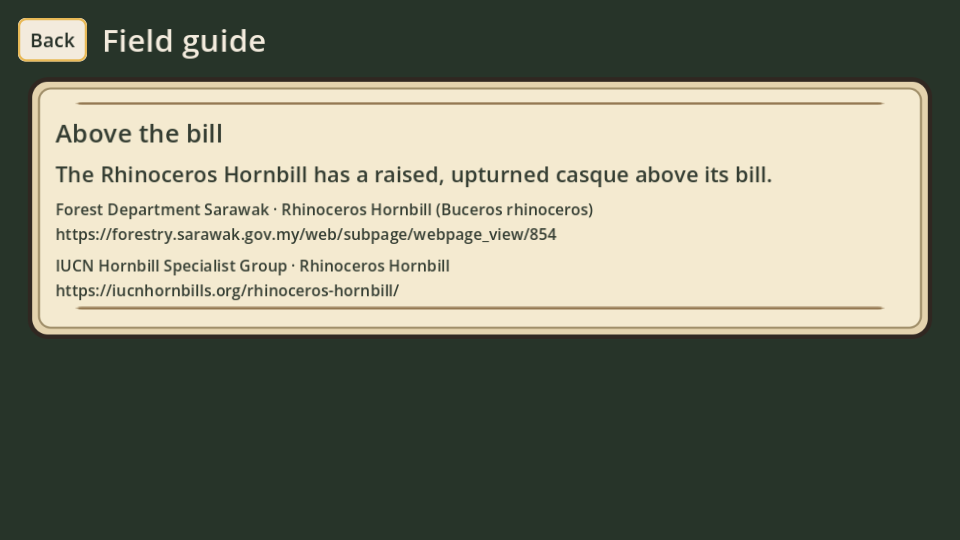 Back
Field guide
Above the bill
The Rhinoceros Hornbill has a raised, upturned casque above its bill.
Forest Department Sarawak · Rhinoceros Hornbill (Buceros rhinoceros)
https://forestry.sarawak.gov.my/web/subpage/webpage_view/854
IUCN Hornbill Specialist Group · Rhinoceros Hornbill
https://iucnhornbills.org/rhinoceros-hornbill/